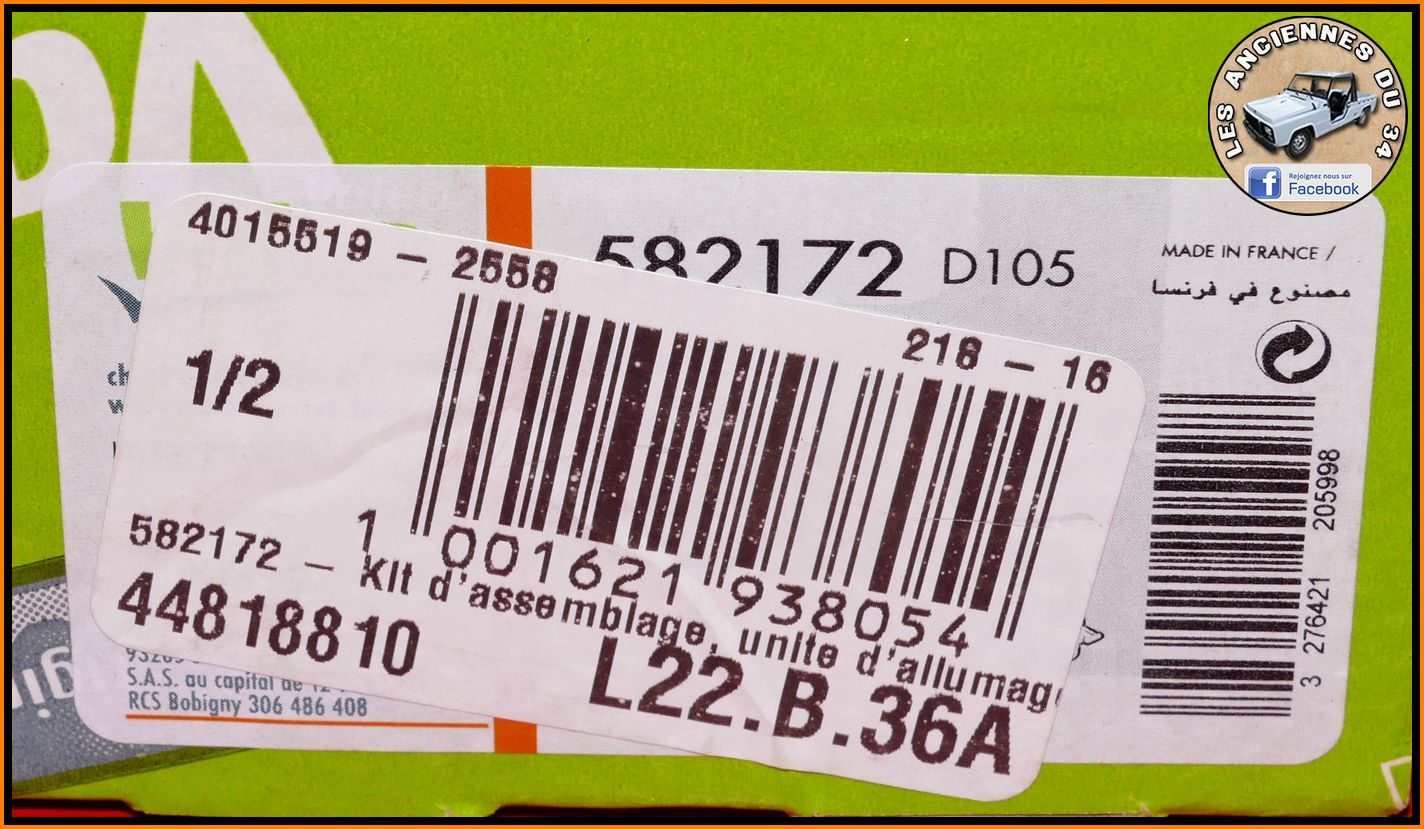 LES ANCIENNES DU 34
Rejoignez nous sur
Facebook
582172 D105
MADE IN FRANCE /
مصنوع في فرنسا
4015519 - 2558
218 - 16
1/2
1 001621 938054
582172 - Kit d'assemblage, unite d'allumag
44818810
L22.B.36A
3 276421 205998
S.A.S. au capital de 12
RCS Bobigny 306 486 408